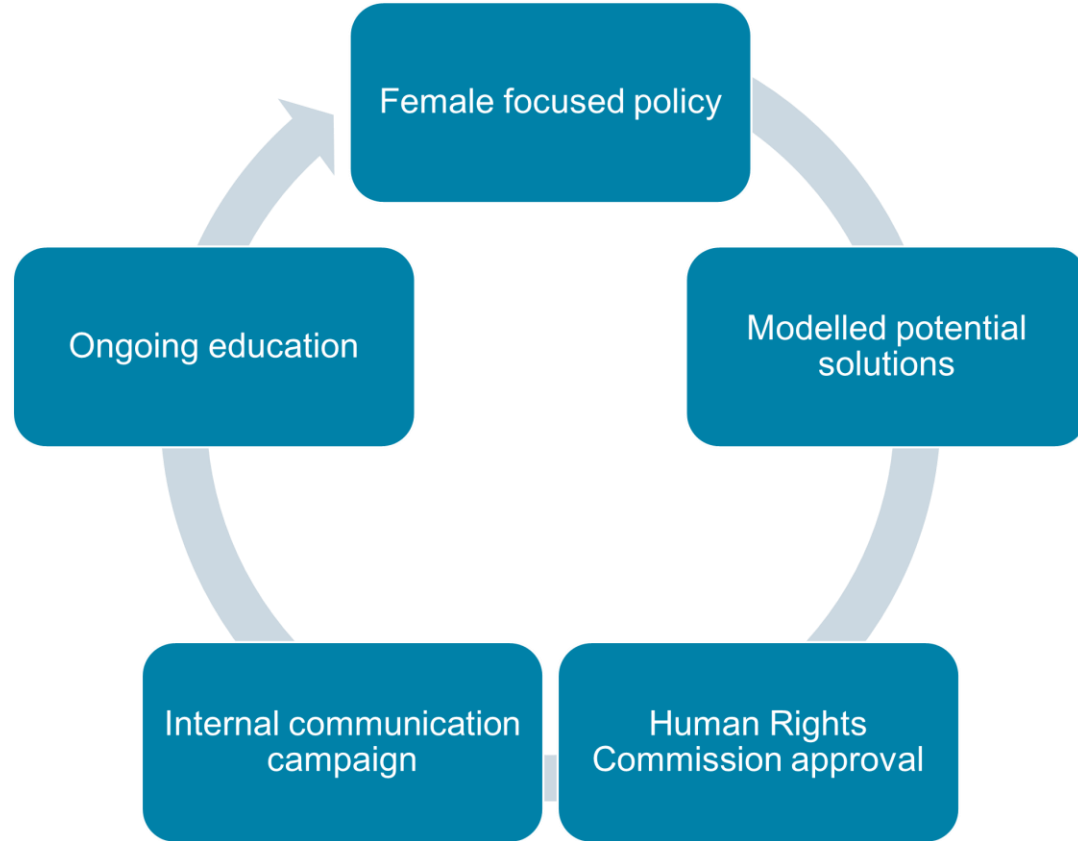 Female focused policy
Modelled potential
solutions
Human Rights
Commission approval
Internal communication
campaign
Ongoing education